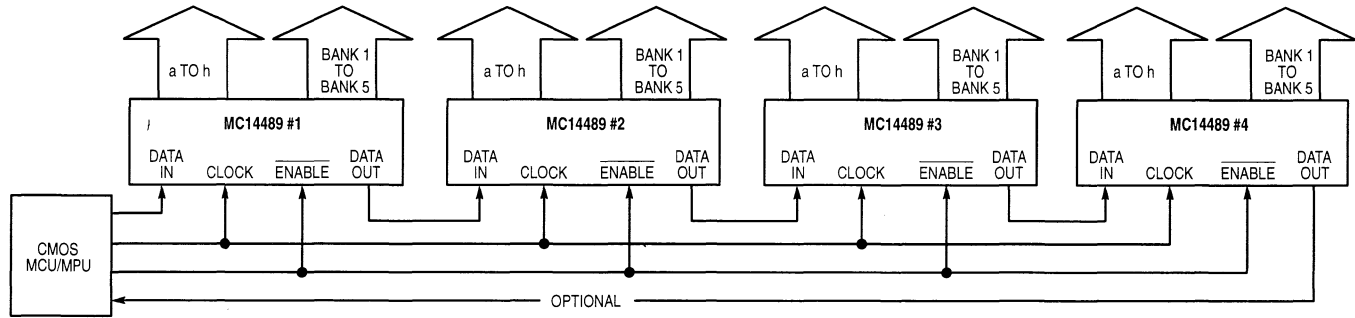 a TO h
BANK 1
TO
BANK 5
a TO h
BANK 1
TO
BANK 5
a TO h
BANK 1
TO
BANK 5
a TO h
BANK 1
TO
BANK 5
MC14489 #1
DATA IN
CLOCK
ENABLE
DATA OUT
MC14489 #2
DATA IN
CLOCK
ENABLE
DATA OUT
MC14489 #3
DATA IN
CLOCK
ENABLE
DATA OUT
MC14489 #4
DATA IN
CLOCK
ENABLE
DATA OUT
CMOS
MCU/MPU
OPTIONAL